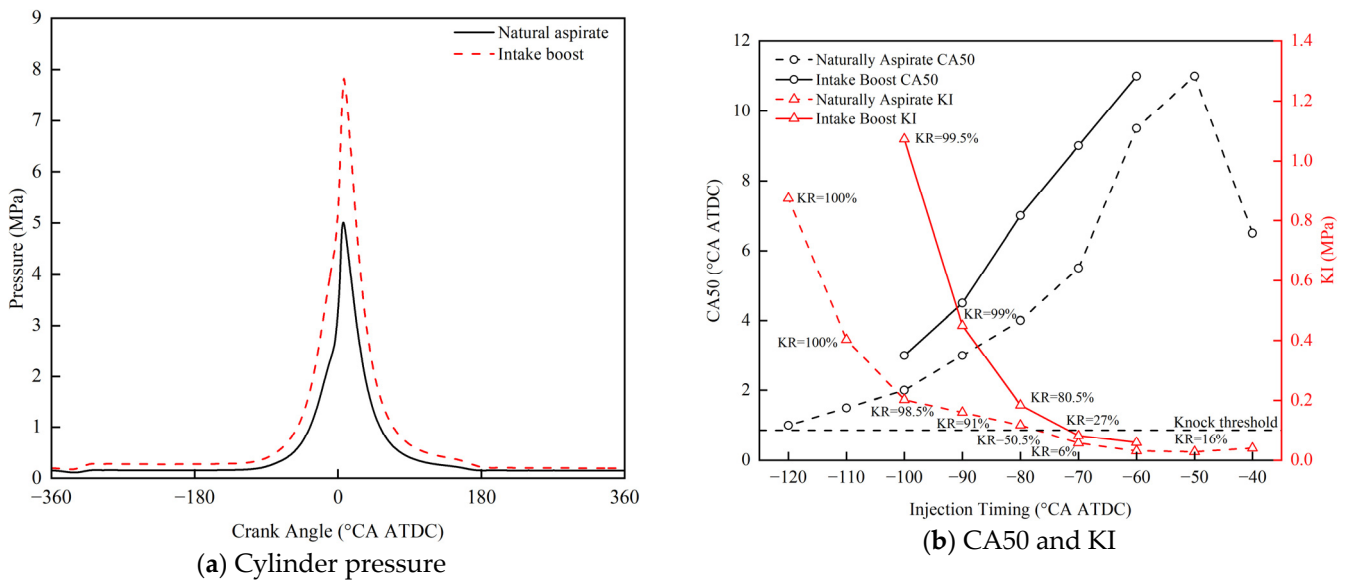 9
8
7
6
5
4
3
2
1
0
Pressure (MPa)
−360
−180
0
180
360
Crank Angle (°CA ATDC)
Natural aspirate
Intake boost
(a) Cylinder pressure
12
10
8
6
4
2
0
CA50 (°CA ATDC)
1.4
1.2
1.0
0.8
0.6
0.4
0.2
0.0
KI (MPa)
Naturally Aspirate CA50
Intake Boost CA50
Naturally Aspirate KI
Intake Boost KI
KR=99.5%
KR=100%
KR=99%
KR=100%
KR=80.5%
KR=98.5%
KR=91%
KR=27%
Knock threshold
KR−50.5%
KR=16%
KR=6%
−120
−110
−100
−90
−80
−70
−60
−50
−40
Injection Timing (°CA ATDC)
(b) CA50 and KI